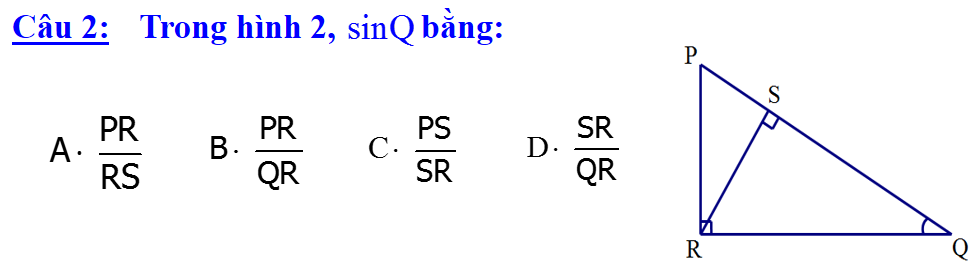 Câu 2: Trong hình 2, sinQ bằng:
A. PR/RS B. PR/QR C. PS/SR D. SR/QR
P
S
R
Q